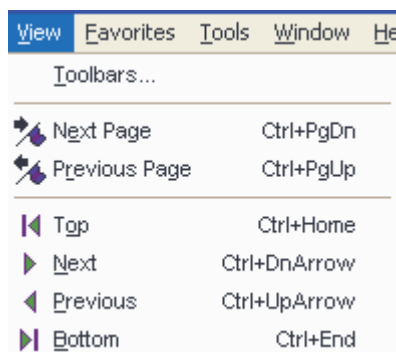 View Favorites Tools Window He
Toolbars...
Next Page Ctrl+PgDn
Previous Page Ctrl+PgUp
Top Ctrl+Home
Next Ctrl+DnArrow
Previous Ctrl+UpArrow
Bottom Ctrl+End